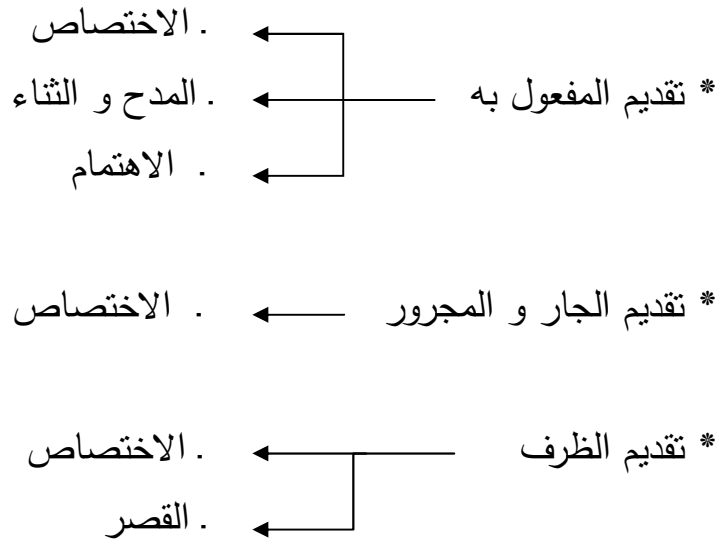 . الاختصاص
* تقديم المفعول به . المدح و الثناء
. الاهتمام
* تقديم الجار و المجرور . الاختصاص
* تقديم الظرف . الاختصاص
. القصر